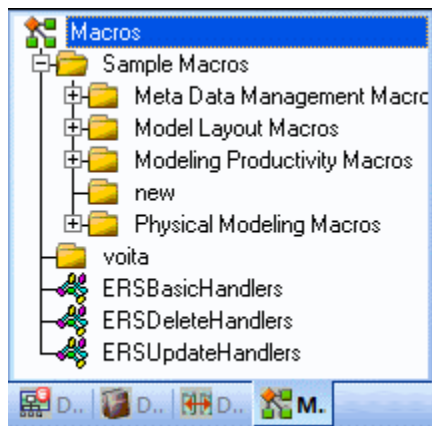 Macros
Sample Macros
Meta Data Management Macro
Model Layout Macros
Modeling Productivity Macros
new
Physical Modeling Macros
voita
ERSBasicHandlers
ERSDeleteHandlers
ERSUpdateHandlers
D.. D.. D.. M.